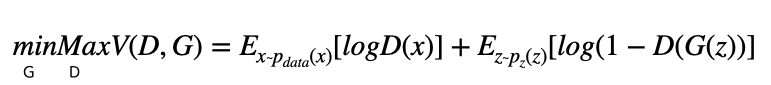 minMaxV(D, G) = E_{x~p_{data}(x)}[logD(x)] + E_{z~p_z(z)}[log(1 − D(G(z))]
G D